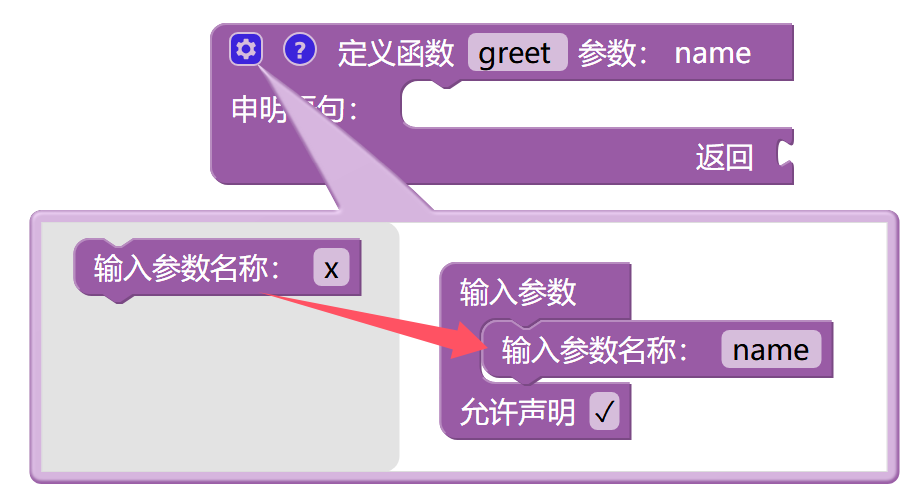 ? 定义函数 greet 参数： name
申明语句：
返回
输入参数名称： x
输入参数
输入参数名称： name
允许声明 ✓